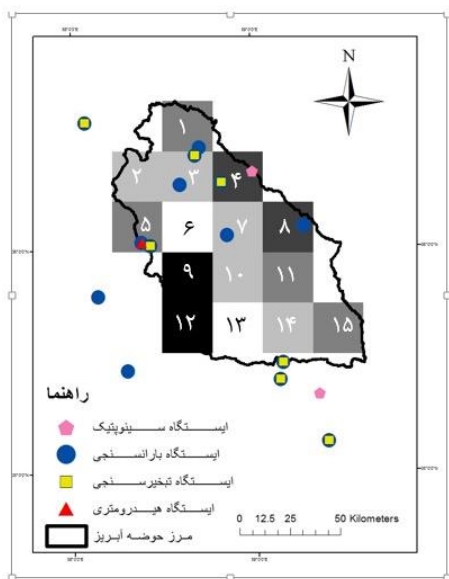 N
۱
۲ ۳ ۴
۵ ۶ ۷ ۸
۹ ۱۰ ۱۱
۱۲ ۱۳ ۱۴ ۱۵
راهنما
ایستگاه سینوپتیک
ایستگاه بارانسنجی
ایستگاه تبخیرسنجی
ایستگاه هیدرومتری
مرز حوضه آبریز
0 12.5 25 50 Kilometers